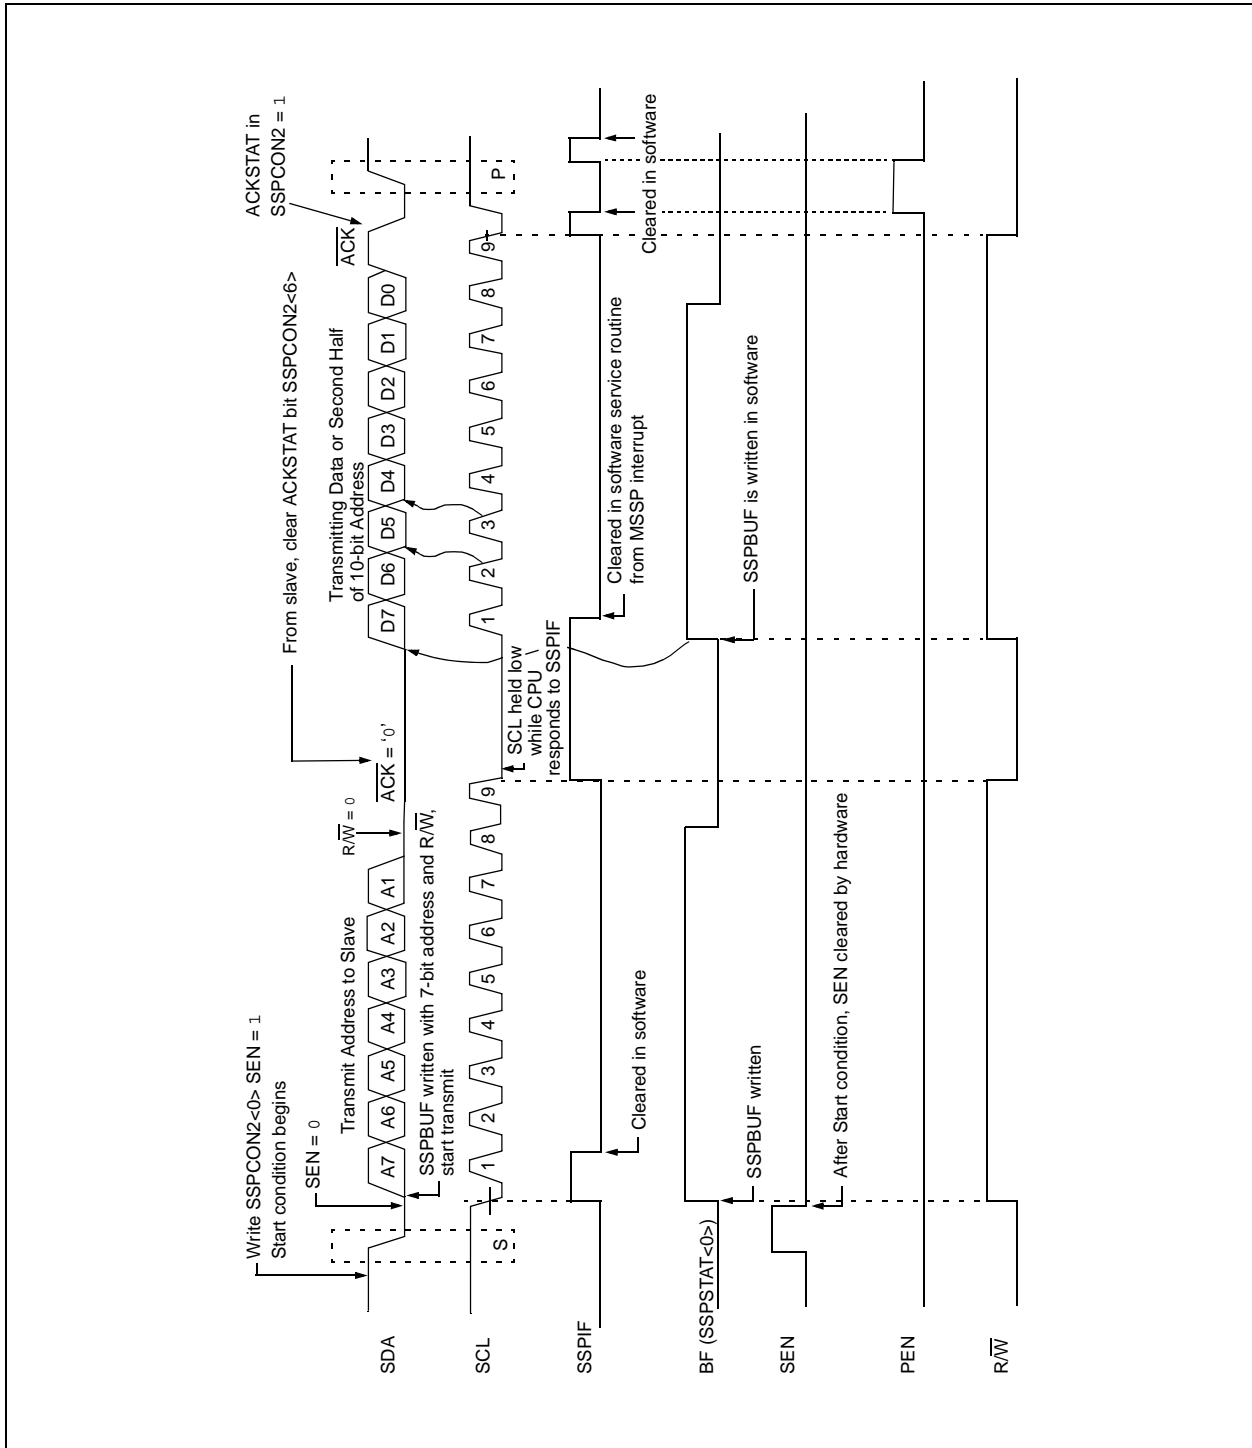 Write SSPCON2<0> SEN = 1
Start condition begins
SEN = 0
Transmit Address to Slave
From slave, clear ACKSTAT bit SSPCON2<6>
Transmitting Data or Second Half
of 10-bit Address
ACKSTAT in
SSPCON2 = 1
R/W̅ = 0
A̅C̅K̅ = ‘0’
A̅C̅K̅
SDA
A7 A6 A5 A4 A3 A2 A1
D7 D6 D5 D4 D3 D2 D1 D0
SSPBUF written with 7-bit address and R/W̅,
start transmit
SCL
S
1 2 3 4 5 6 7 8 9
1 2 3 4 5 6 7 8 9
P
SCL held low
while CPU
responds to SSPIF
SSPIF
Cleared in software
Cleared in software service routine
from MSSP interrupt
Cleared in software
Cleared in software
BF (SSPSTAT<0>)
SSPBUF written
SSPBUF is written in software
SEN
After Start condition, SEN cleared by hardware
PEN
R/W̅